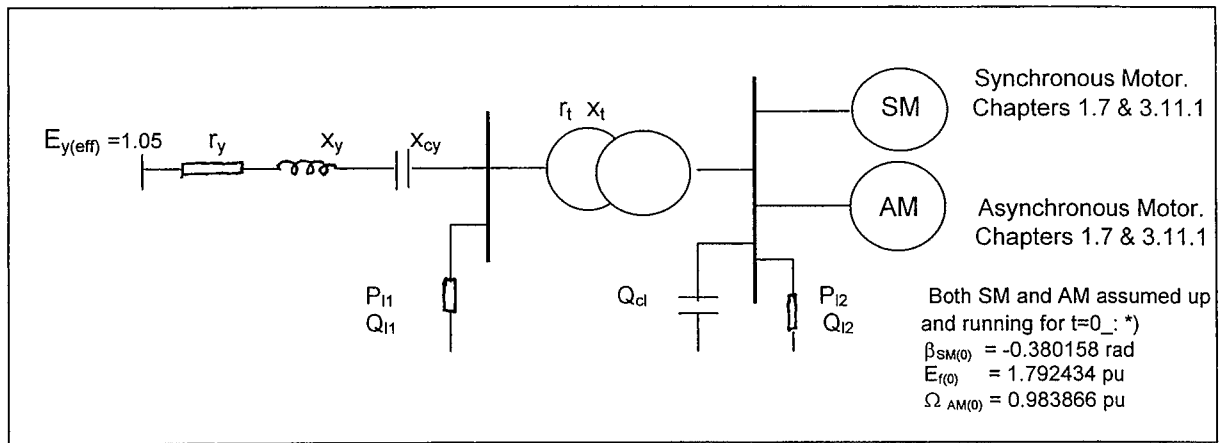 Synchronous Motor.
Chapters 1.7 & 3.11.1
SM
E_y(eff) =1.05
r_y
x_y
x_cy
r_t x_t
AM
Asynchronous Motor.
Chapters 1.7 & 3.11.1
P_l1
Q_l1
Q_cl
P_l2
Q_l2
Both SM and AM assumed up
and running for t=0_: *)
β_SM(0) = -0.380158 rad
E_f(0) = 1.792434 pu
Ω_AM(0) = 0.983866 pu